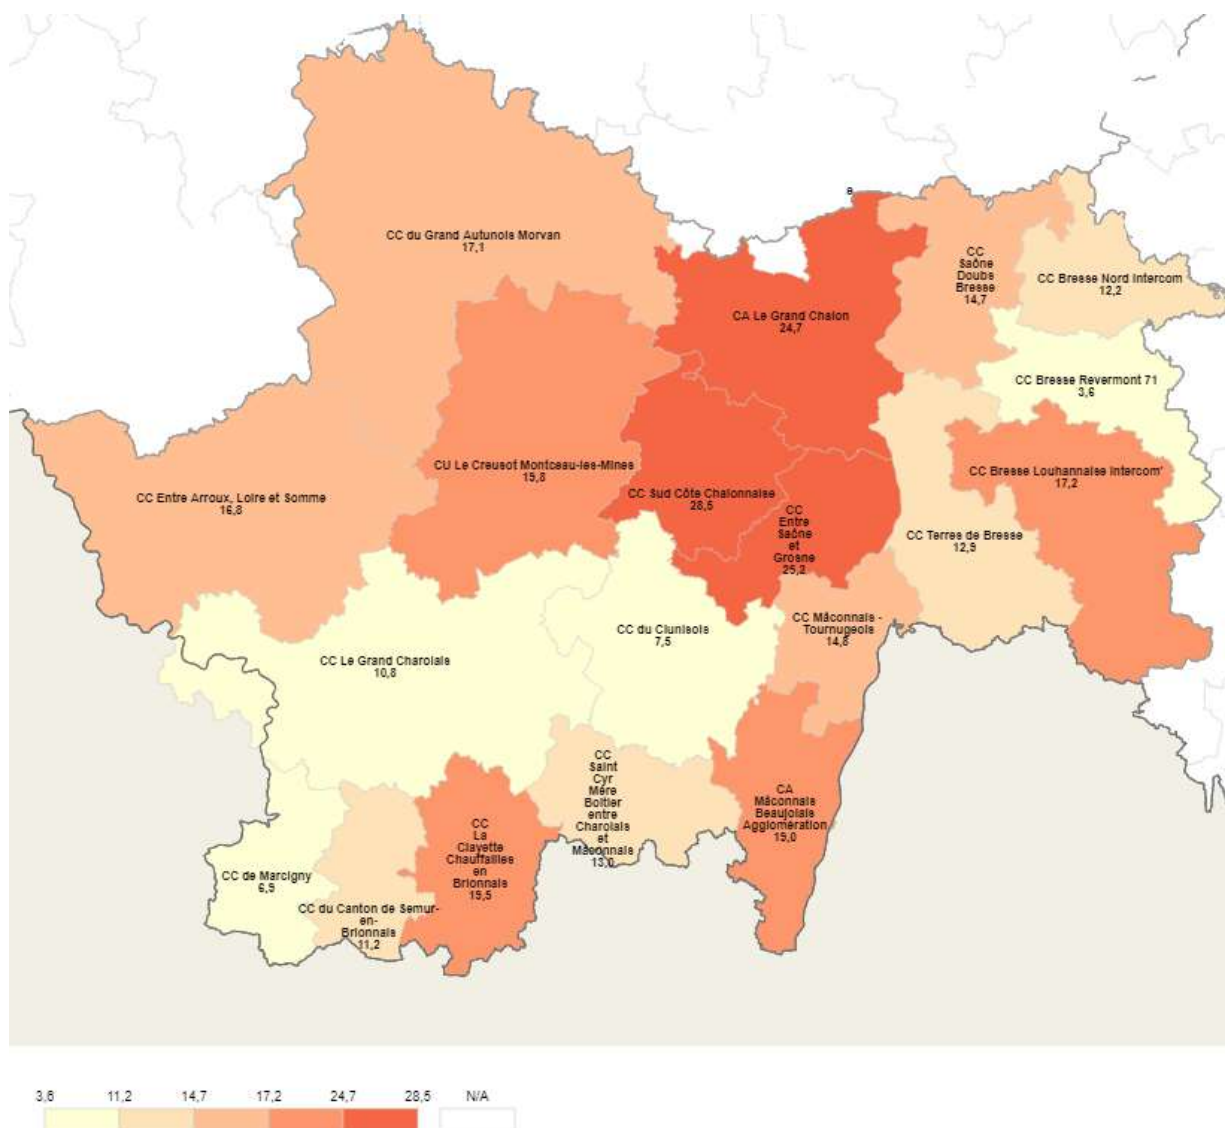 B
CC du Grand Autunois Morvan
17,1
CC
Saône
Doubs
Bresse
14,7
CC Bresse Nord Intercom
12,2
CA Le Grand Chalon
24,7
CC Bresse Revermont 71
3,6
CU Le Creusot Montceau-les-Mines
19,8
CC Bresse Louhannaise Intercom'
17,2
CC Entre Arroux, Loire et Somme
16,8
CC Sud Côte Chalonnaise
28,5
CC
Entre
Saône
et
Grosne
25,2
CC Terres de Bresse
12,9
CC du Clunisois
7,5
CC Mâconnais -
Tournugeois
14,8
CC Le Grand Charolais
10,8
CC
Saint
Cyr
Mère
Boitier
entre
Charolais
et
Mâconnais
13,0
CA
Mâconnais
Beaujolais
Agglomération
19,0
CC
La
Clayette
Chauffailles
en
Brionnais
19,5
CC de Marcigny
6,9
CC du Canton de Semur-
en-
Brionnais
11,2
3,6 11,2 14,7 17,2 24,7 28,5 N/A